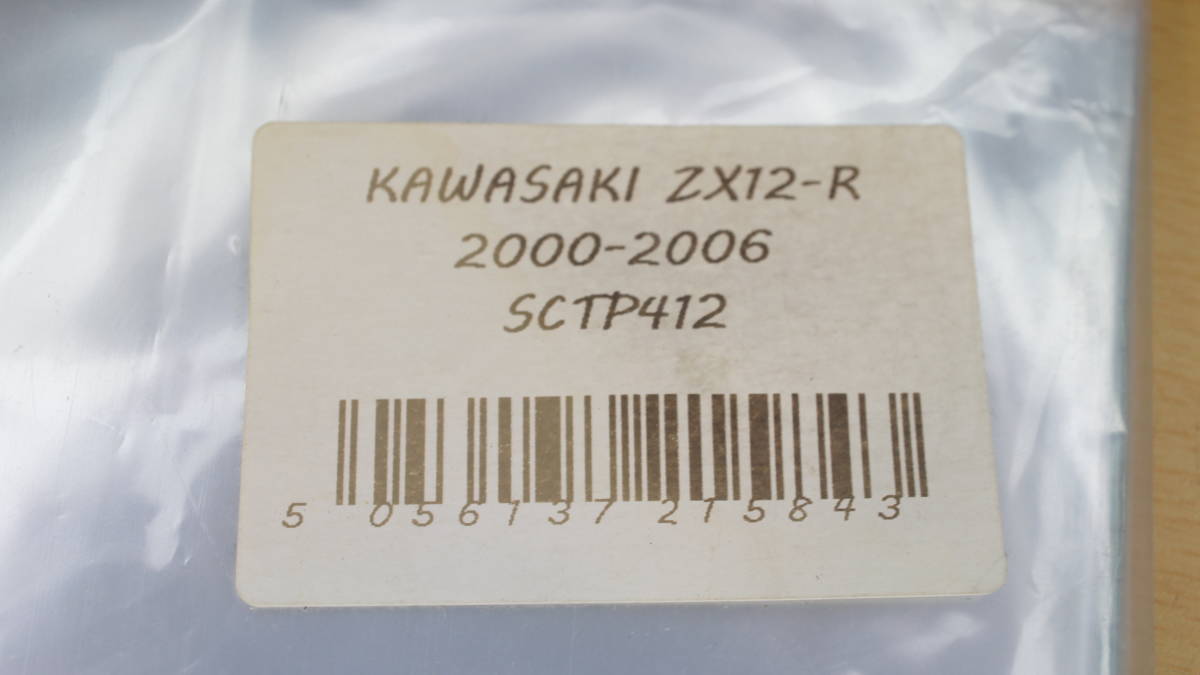 KAWASAKI ZX12-R
2000-2006
SCTP412
5 056137 215843